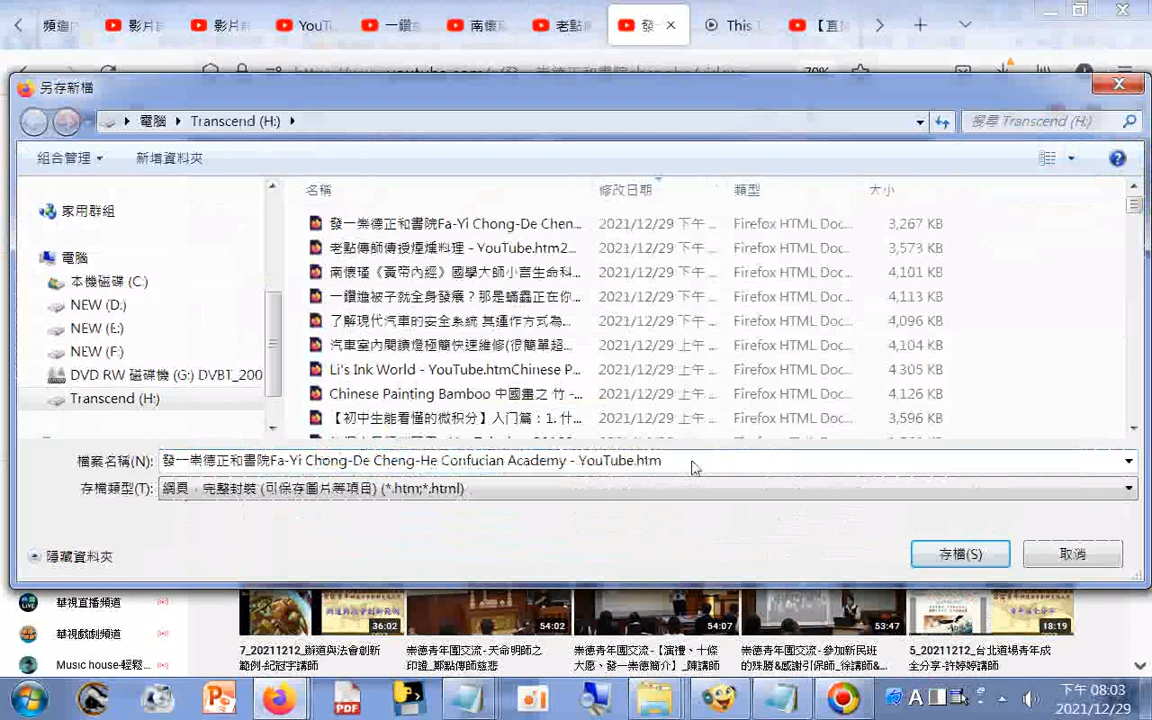 頻道
影片
影片
YouT
一鑽
南懷
老點
發一
This
【直
70%
另存新檔
電腦 Transcend (H:)
搜尋 Transcend (H:)
組合管理
新增資料夾
名稱 修改日期 類型 大小
家用群組
電腦
本機磁碟 (C:)
NEW (D:)
NEW (E:)
NEW (F:)
DVD RW 磁碟機 (G:) DVBT_200
Transcend (H:)
發一崇德正和書院Fa-Yi Chong-De Chen... 2021/12/29 下午 ... Firefox HTML Doc... 3,267 KB
老點傳師傳授煙爐料理 - YouTube.htm2... 2021/12/29 下午 ... Firefox HTML Doc... 3,573 KB
南懷瑾《黃帝內經》國學大師小言生命科... 2021/12/29 下午 ... Firefox HTML Doc... 4,101 KB
一鑽進被子就全身發癢？那是蟎蟲正在你... 2021/12/29 下午 ... Firefox HTML Doc... 4,113 KB
了解現代汽車的安全系統 其運作方式為... 2021/12/29 下午 ... Firefox HTML Doc... 4,096 KB
汽車室內閱讀燈極簡快速維修(很簡單超... 2021/12/29 上午 ... Firefox HTML Doc... 4,104 KB
Li's Ink World - YouTube.htmChinese P... 2021/12/29 上午 ... Firefox HTML Doc... 4,305 KB
Chinese Painting Bamboo 中國畫之 竹 -... 2021/12/29 上午 ... Firefox HTML Doc... 4,126 KB
【初中生能看懂的微积分】入门篇：1. 什... 2021/12/29 上午 ... Firefox HTML Doc... 3,596 KB
檔案名稱(N): 發一崇德正和書院Fa-Yi Chong-De Cheng-He Confucian Academy - YouTube.htm
存檔類型(T): 網頁，完整封裝 (可保存圖片等項目) (*.htm;*.html)
隱藏資料夾
存檔(S)
取消
華視直播頻道
華視戲劇頻道
Music house-輕鬆...
36:02
54:02
54:07
53:47
18:19
7_20211212_辦道與法會創新
範例-紀冠宇講師
崇德青年團交流 - 天命明師之
印證_鄭點傳師慈悲
崇德青年團交流 -【演禮、十條
大愿、發一崇德簡介】_陳講師
崇德青年團交流 - 參加新民班
的殊勝&感謝引保師_徐講師&...
5_20211212_台北道場青年成
全分享-許婷婷講師
PDF
A
下午 08:03
2021/12/29